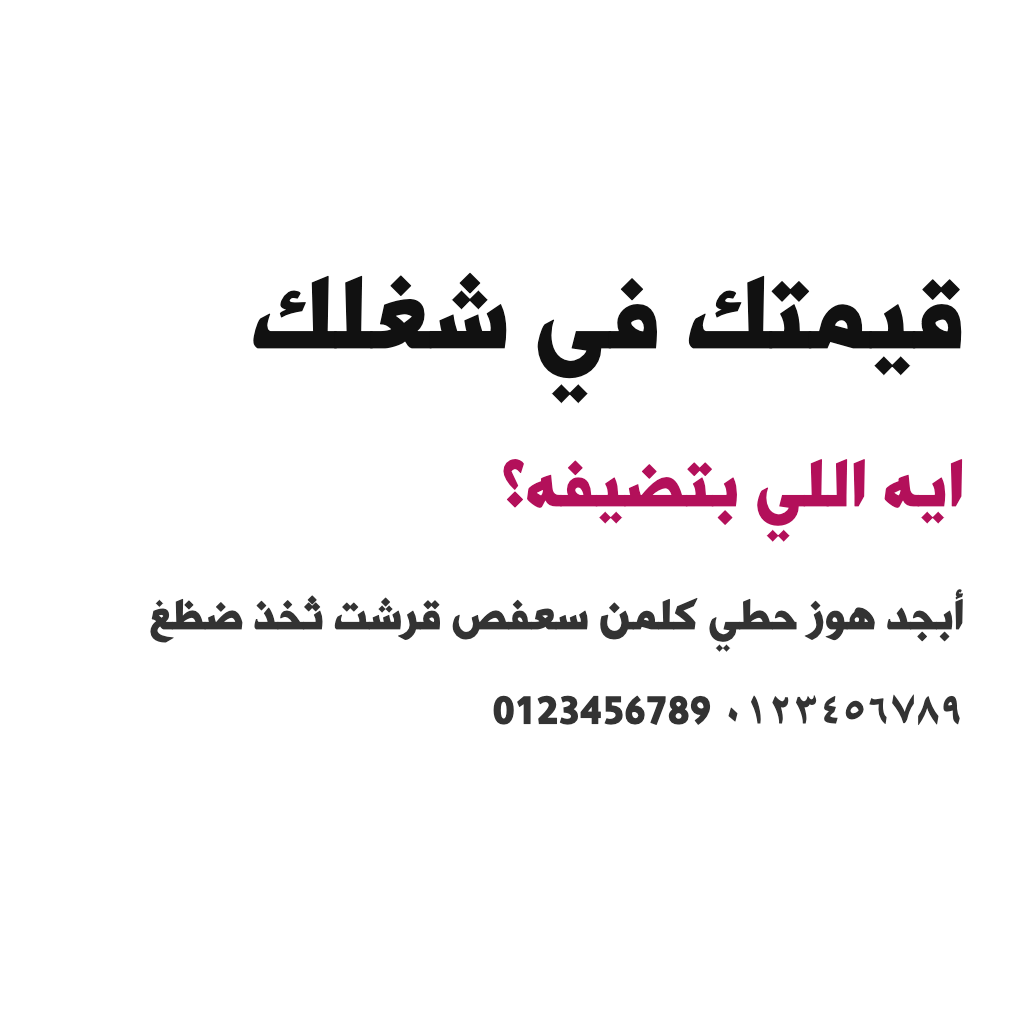 قيمتك في شغلك
ايه اللي بتضيفه؟
أبجد هوز حطي كلمن سعفص قرشت ثخذ ضظغ
0123456789 ٠١٢٣٤٥٦٧٨٩